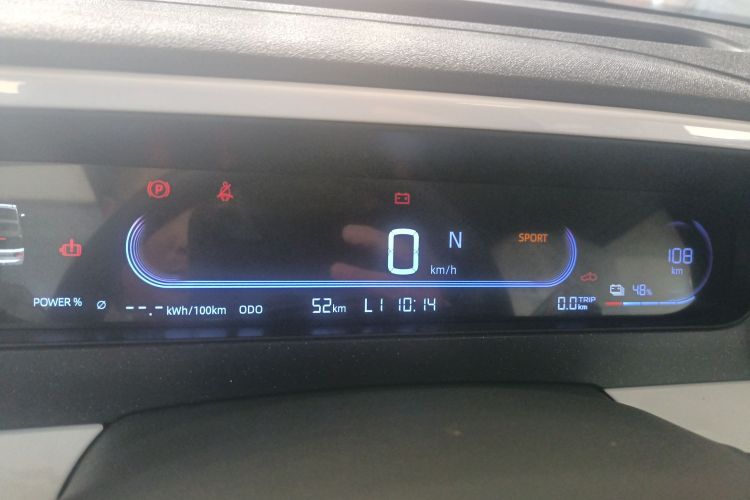 P
0
N
km/h
SPORT
108
km
48%
POWER %
Ø
--.- kWh/100km
ODO
52km
L1 10:14
0.0 TRIP km